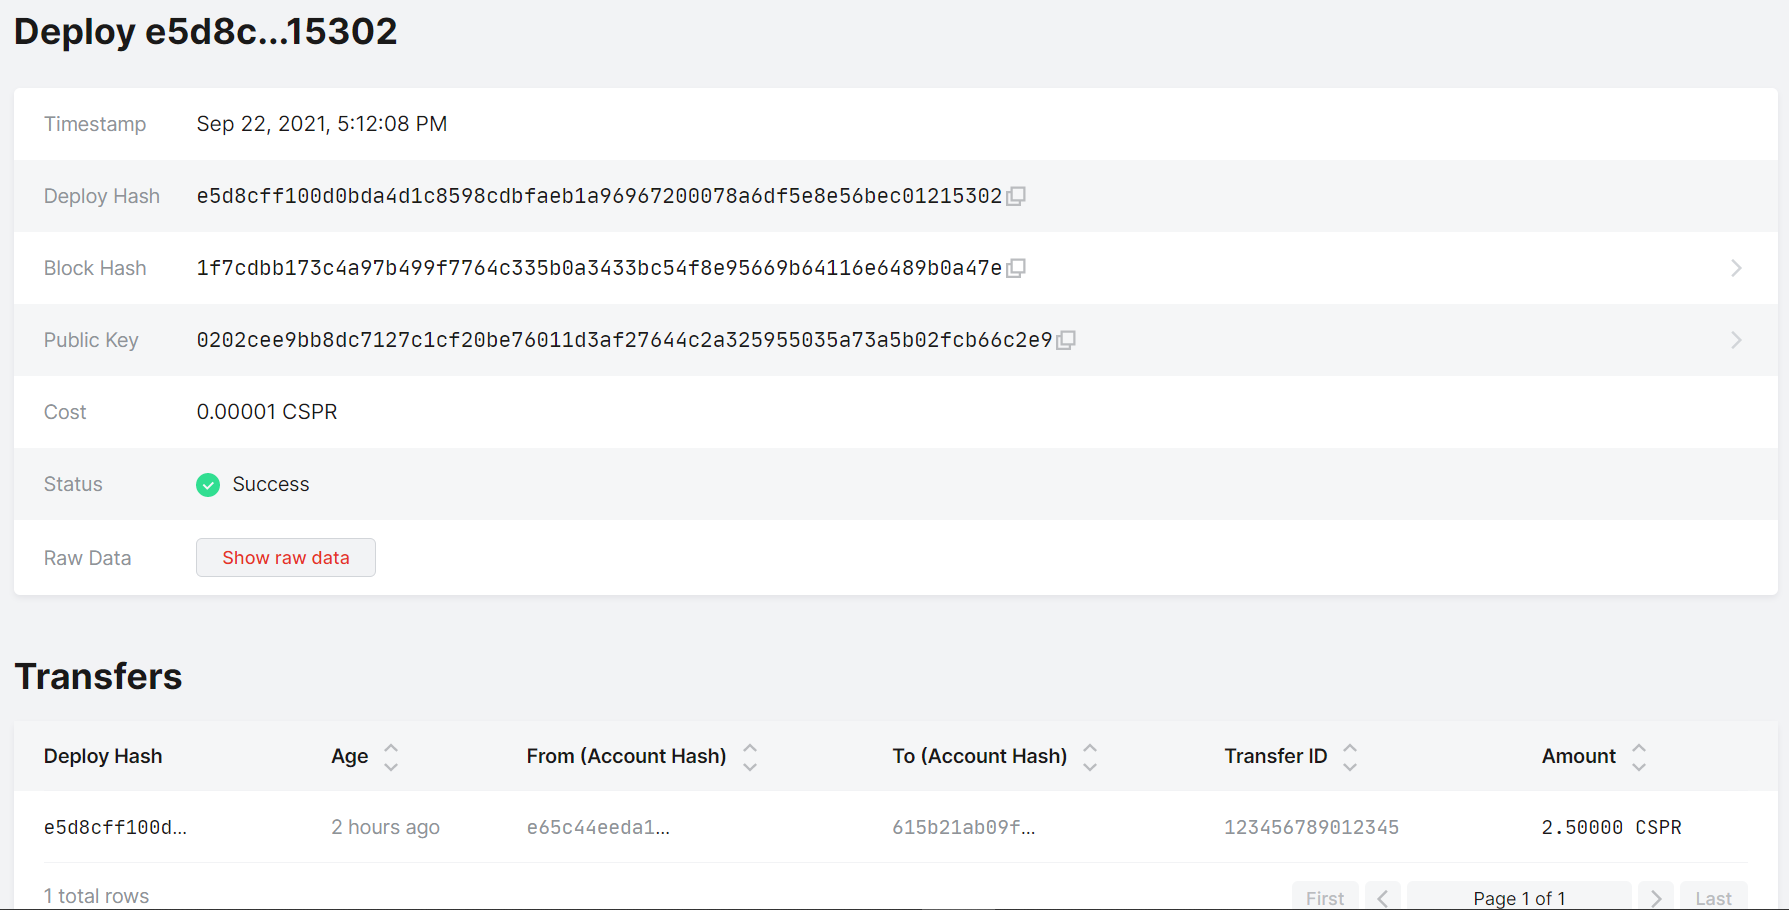 Deploy e5d8c...15302
Timestamp Sep 22, 2021, 5:12:08 PM
Deploy Hash e5d8cff100d0bda4d1c8598cdbfaeb1a96967200078a6df5e8e56bec01215302
Block Hash 1f7cdbb173c4a97b499f7764c335b0a3433bc54f8e95669b64116e6489b0a47e
Public Key 0202cee9bb8dc7127c1cf20be76011d3af27644c2a325955035a73a5b02fcb66c2e9
Cost 0.00001 CSPR
Status Success
Raw Data Show raw data
Transfers
Deploy Hash Age From (Account Hash) To (Account Hash) Transfer ID Amount
e5d8cff100d... 2 hours ago e65c44eeda1... 615b21ab09f... 123456789012345 2.50000 CSPR
1 total rows First Page 1 of 1 Last